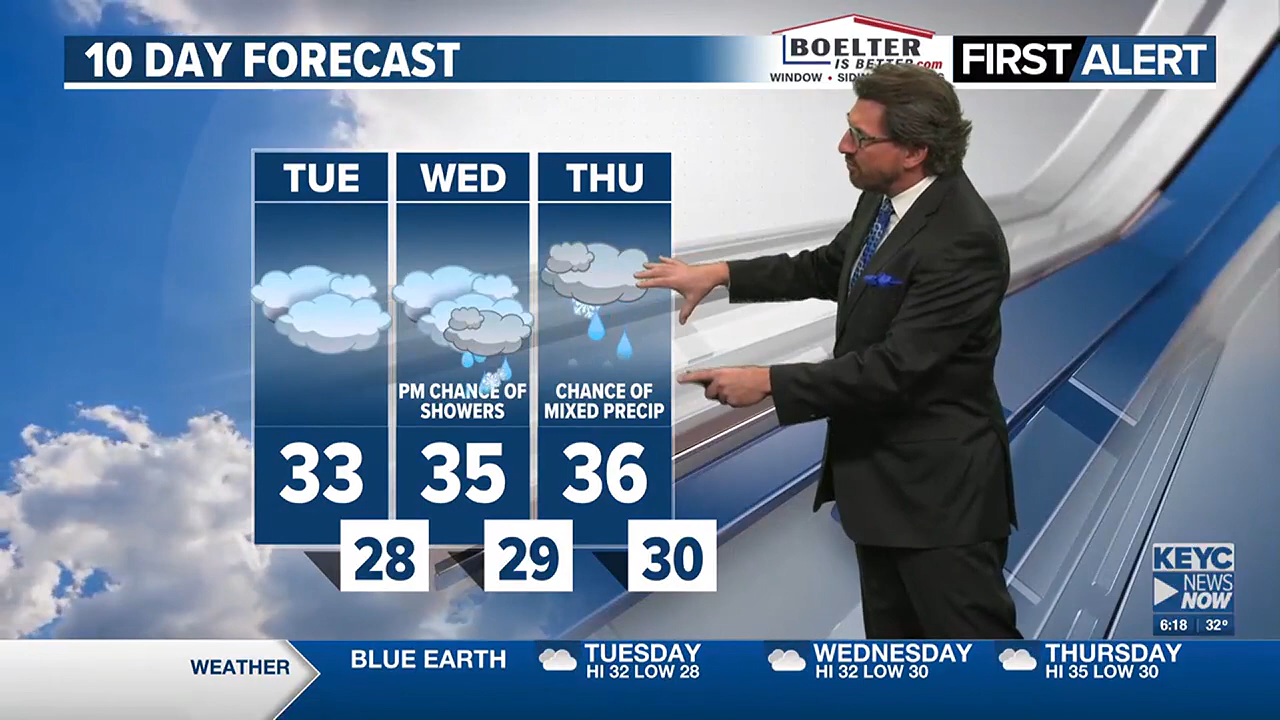 10 DAY FORECAST
BOELTER
IS BETTER.com
WINDOW •
FIRST ALERT
TUE
WED
THU
PM CHANCE OF
SHOWERS
CHANCE OF
MIXED PRECIP
33
35
36
28
29
30
KEYC
NEWS
NOW
6:18 32º
WEATHER
BLUE EARTH
TUESDAY
HI 32 LOW 28
WEDNESDAY
HI 32 LOW 30
THURSDAY
HI 35 LOW 30